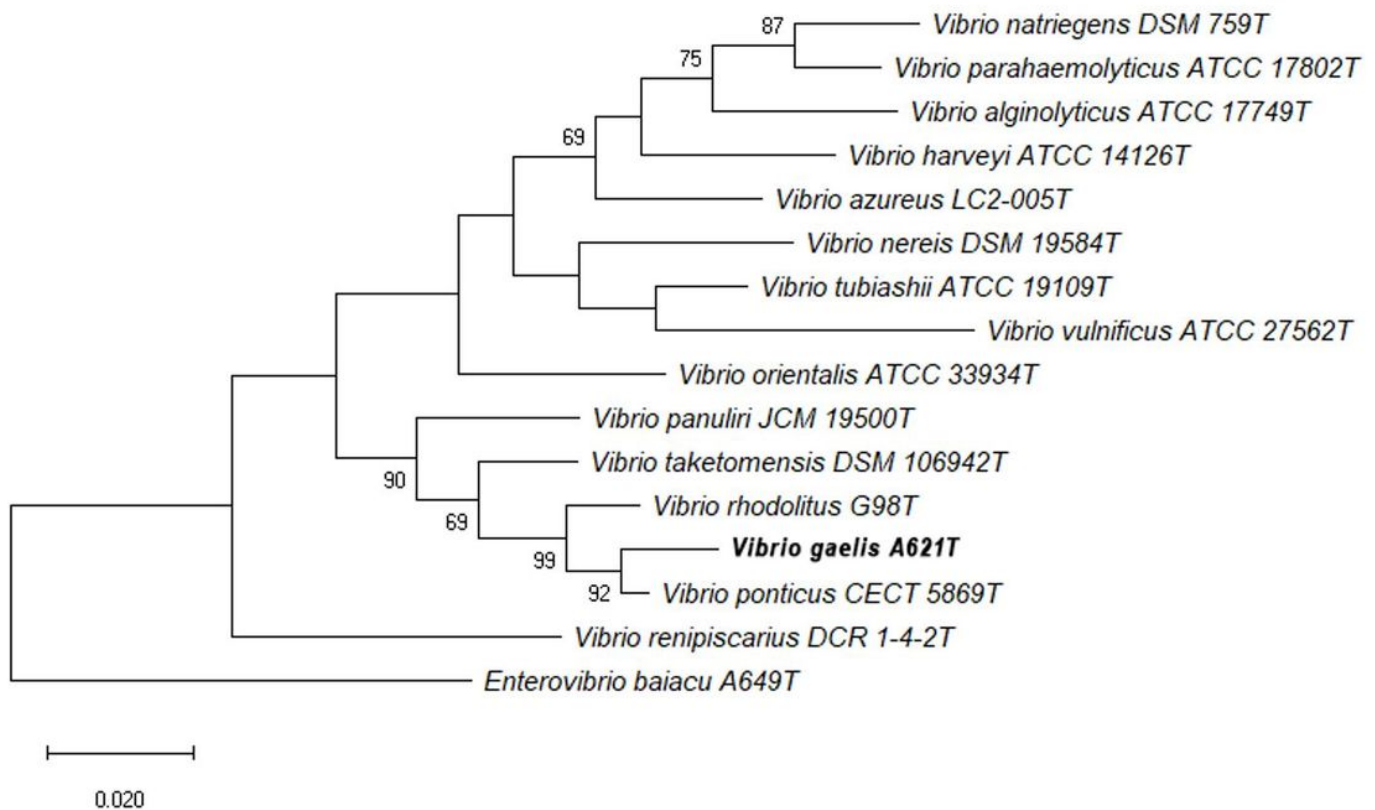 87
Vibrio natriegens DSM 759T
Vibrio parahaemolyticus ATCC 17802T
75
Vibrio alginolyticus ATCC 17749T
Vibrio harveyi ATCC 14126T
69
Vibrio azureus LC2-005T
Vibrio nereis DSM 19584T
Vibrio tubiashii ATCC 19109T
Vibrio vulnificus ATCC 27562T
Vibrio orientalis ATCC 33934T
Vibrio panuliri JCM 19500T
90
Vibrio taketomensis DSM 106942T
69
Vibrio rhodolitus G98T
99
Vibrio gaelis A621T
92
Vibrio ponticus CECT 5869T
Vibrio renipiscarius DCR 1-4-2T
Enterovibrio baiacu A649T
0.020